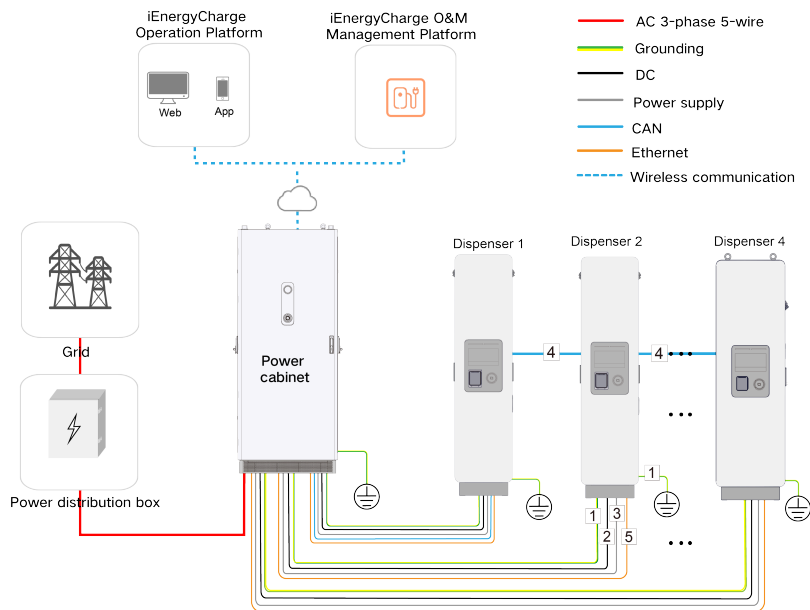 iEnergyCharge
Operation Platform
iEnergyCharge O&M
Management Platform
Web
App
AC 3-phase 5-wire
Grounding
DC
Power supply
CAN
Ethernet
Wireless communication
Grid
Power distribution box
Power
cabinet
Dispenser 1
Dispenser 2
Dispenser 4
4
4
1
1
3
2
5